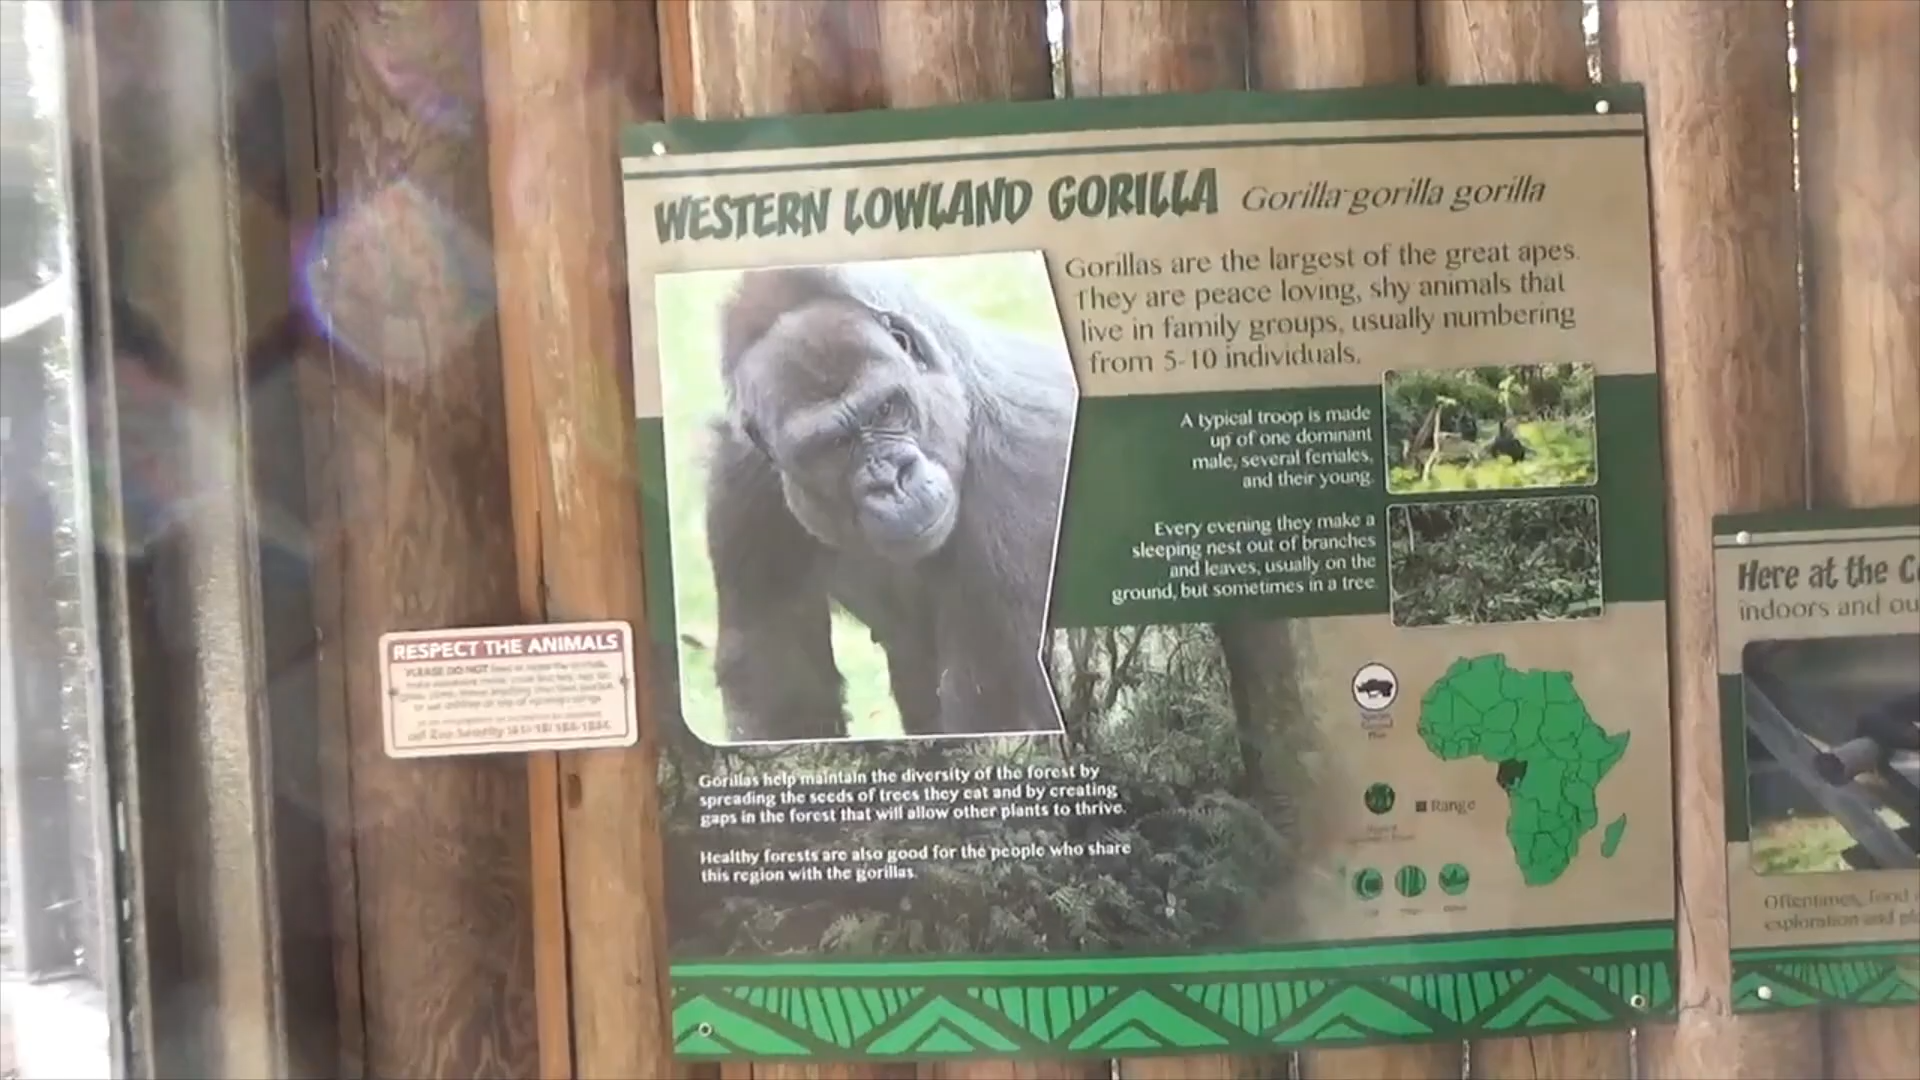 WESTERN LOWLAND GORILLA Gorilla gorilla gorilla
Gorillas are the largest of the great apes.
They are peace loving, shy animals that
live in family groups, usually numbering
from 5-10 individuals.
A typical troop is made
up of one dominant
male, several females,
and their young.
Every evening they make a
sleeping nest out of branches
and leaves, usually on the
ground, but sometimes in a tree.
RESPECT THE ANIMALS
PLEASE DO NOT
Gorillas help maintain the diversity of the forest by
spreading the seeds of trees they eat and by creating
gaps in the forest that will allow other plants to thrive.
Healthy forests are also good for the people who share
this region with the gorillas.
Range
Here at the
indoors and
Oftentimes, food
exploration and